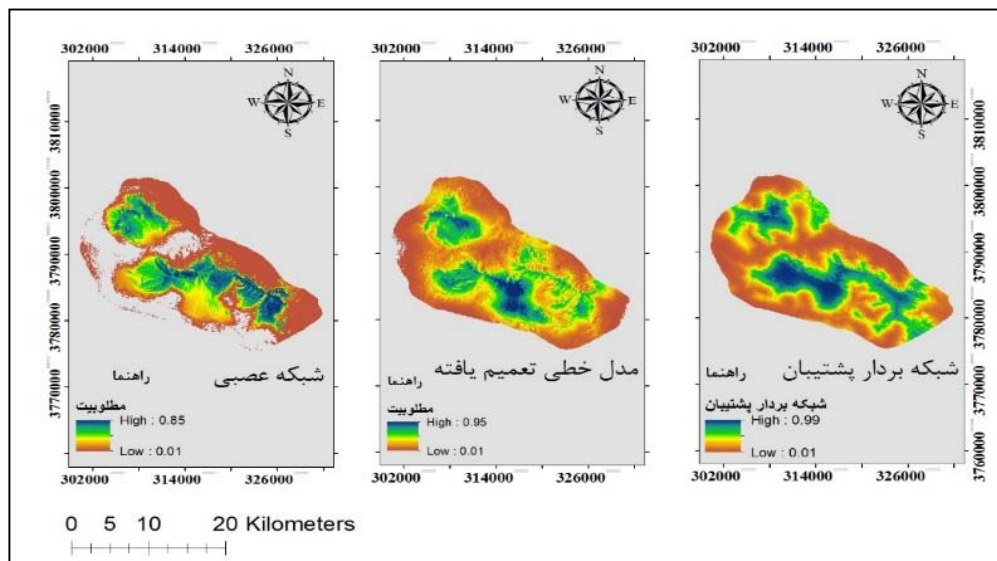 302000 314000 326000
302000 314000 326000
302000 314000 326000
N
W E
S
N
W E
S
N
W E
S
3810000
3800000
3790000
3780000
3770000
3810000
3800000
3790000
3780000
3770000
3760000
شبکه عصبی
راهنما
مطلوبیت
High : 0.85
Low : 0.01
مدل خطی تعمیم یافته
راهنما
مطلوبیت
High : 0.95
Low : 0.01
شبکه بردار پشتیبان
راهنما
شبکه بردار پشتیبان
High : 0.99
Low : 0.01
302000 314000 326000
302000 314000 326000
302000 314000 326000
0 5 10 20 Kilometers